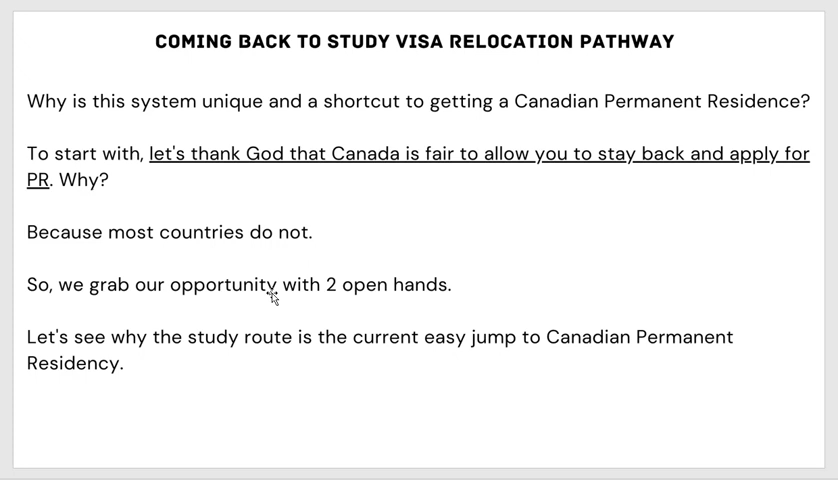 COMING BACK TO STUDY VISA RELOCATION PATHWAY
Why is this system unique and a shortcut to getting a Canadian Permanent Residence?
To start with, let's thank God that Canada is fair to allow you to stay back and apply for
PR. Why?
Because most countries do not.
So, we grab our opportunity with 2 open hands.
Let's see why the study route is the current easy jump to Canadian Permanent
Residency.